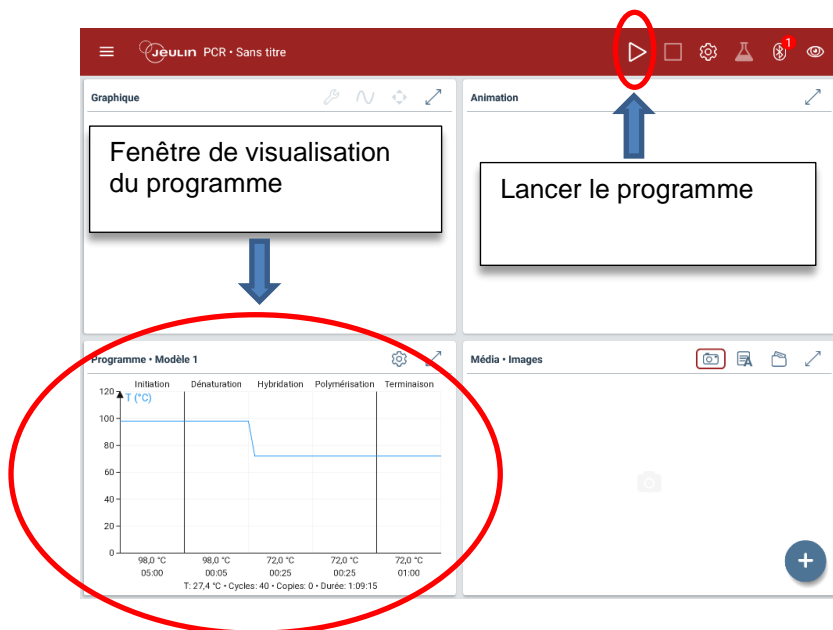 Jeulin PCR • Sans titre
1
Graphique
Animation
Fenêtre de visualisation
du programme
Lancer le programme
Programme • Modèle 1
Média • Images
Initiation Dénaturation Hybridation Polymérisation Terminaison
T (°C)
120
100
80
60
40
20
0
98,0 °C 98,0 °C 72,0 °C 72,0 °C 72,0 °C
05:00 00:05 00:25 00:25 01:00
T: 27,4 °C • Cycles: 40 • Copies: 0 • Durée: 1:09:15